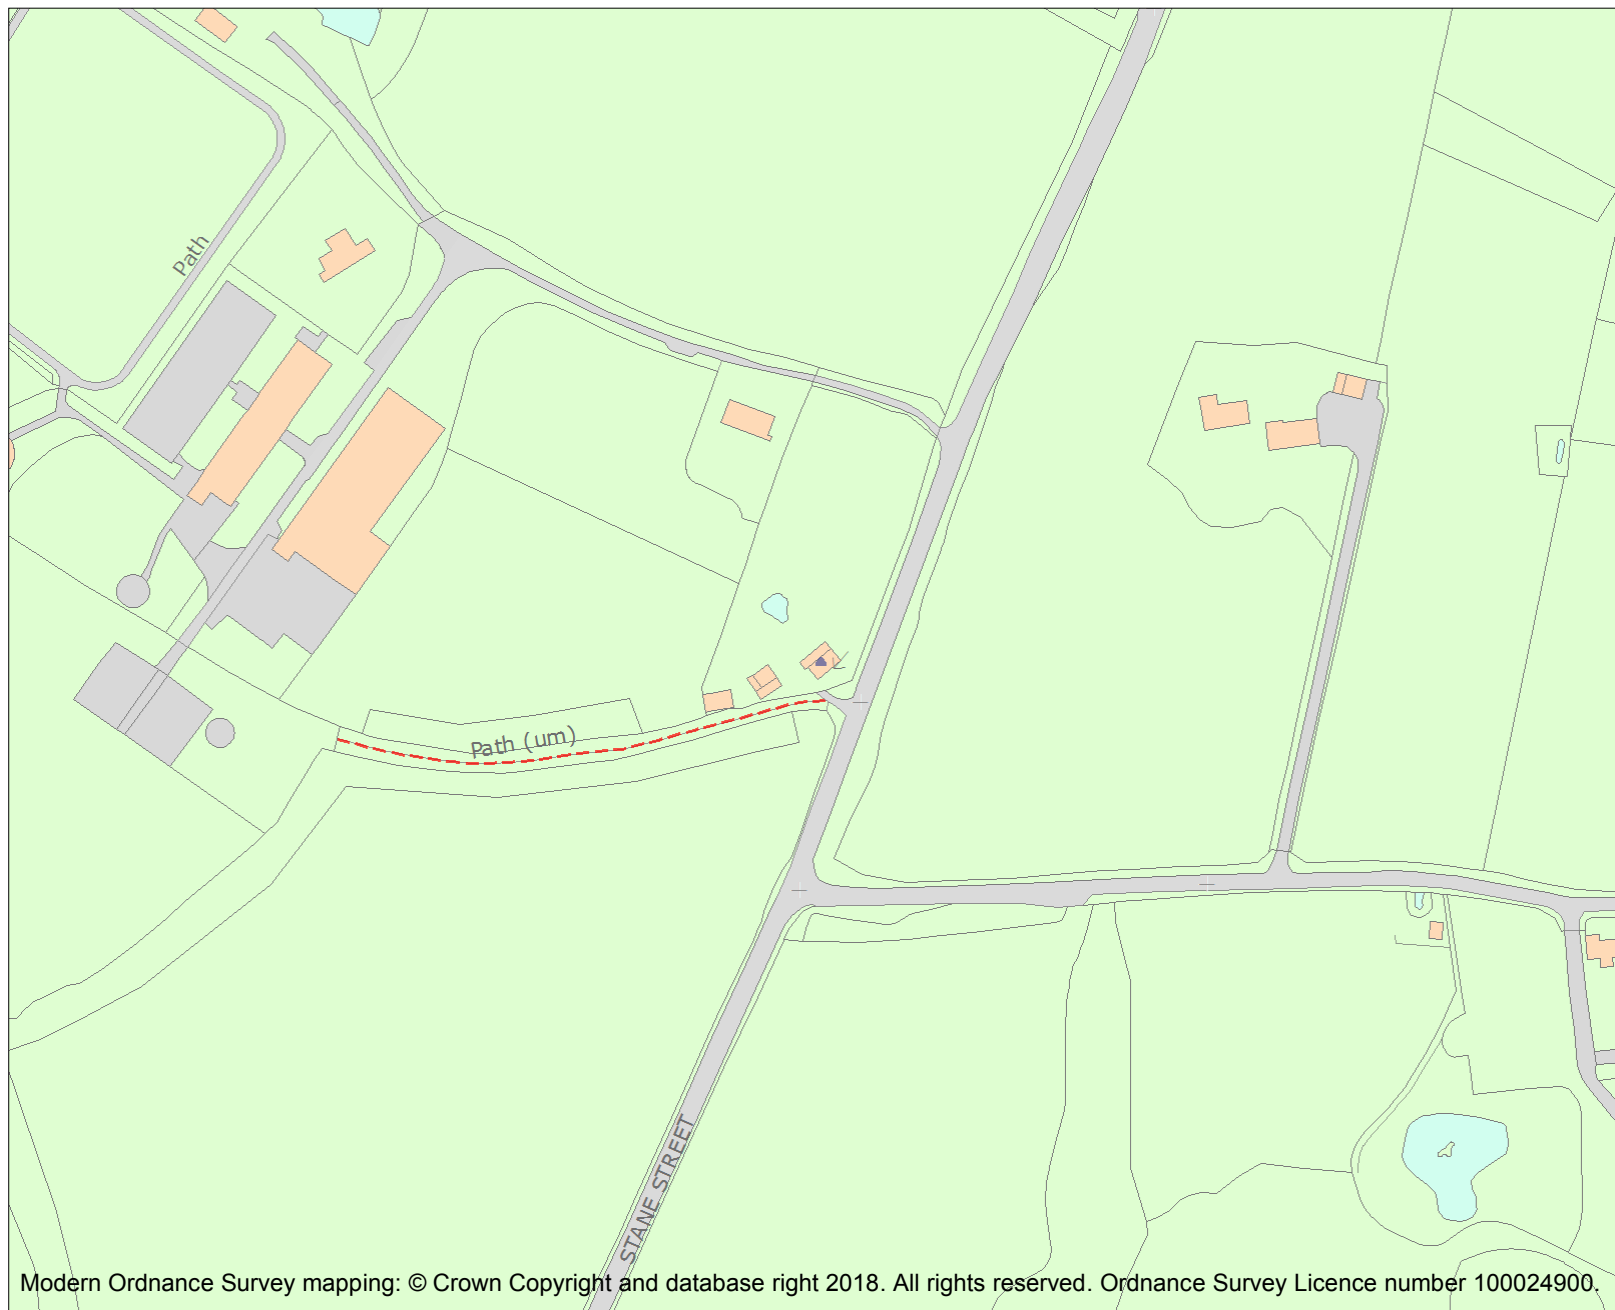 Path
Path (um)
STANE STREET
Modern Ordnance Survey mapping: © Crown Copyright and database right 2018. All rights reserved. Ordnance Survey Licence number 100024900.